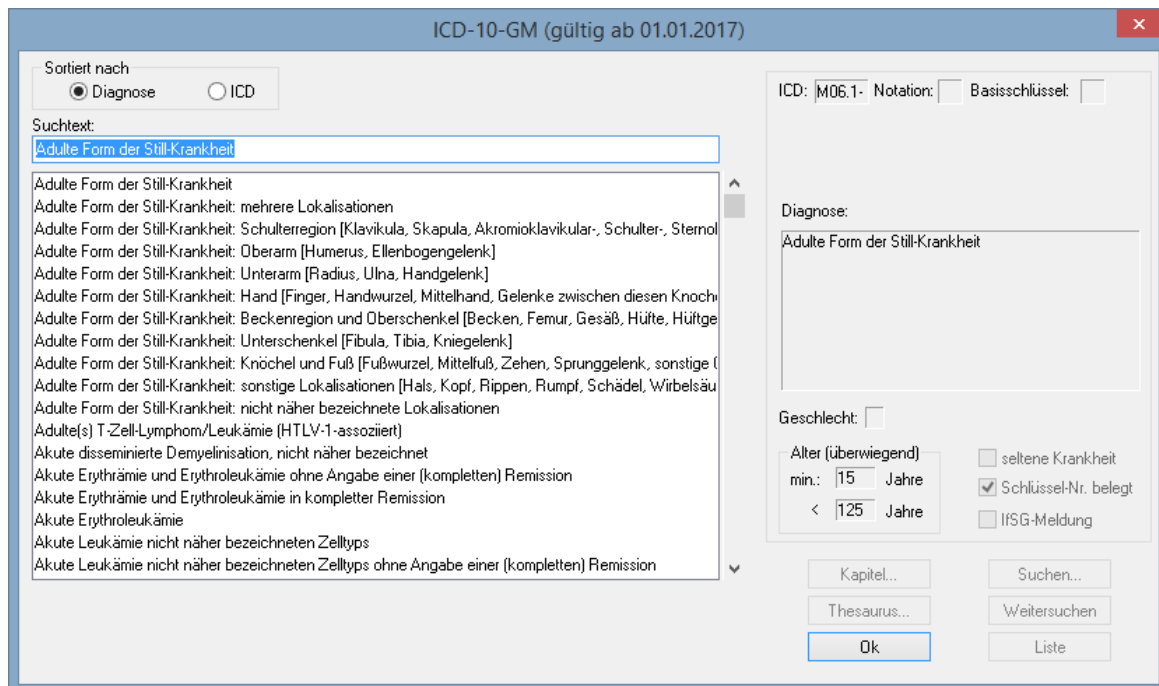 ICD-10-GM (gültig ab 01.01.2017)
Sortiert nach
Diagnose
ICD
Suchtext:
Adulte Form der Still-Krankheit
Adulte Form der Still-Krankheit
Adulte Form der Still-Krankheit: mehrere Lokalisationen
Adulte Form der Still-Krankheit: Schulterregion [Klavikula, Skapula, Akromioklavikular-, Schulter-, Sternol
Adulte Form der Still-Krankheit: Oberarm [Humerus, Ellenbogengelenk]
Adulte Form der Still-Krankheit: Unterarm [Radius, Ulna, Handgelenk]
Adulte Form der Still-Krankheit: Hand [Finger, Handwurzel, Mittelhand, Gelenke zwischen diesen Knoch
Adulte Form der Still-Krankheit: Beckenregion und Oberschenkel [Becken, Femur, Gesäß, Hüfte, Hüftge
Adulte Form der Still-Krankheit: Unterschenkel [Fibula, Tibia, Kniegelenk]
Adulte Form der Still-Krankheit: Knöchel und Fuß [Fußwurzel, Mittelfuß, Zehen, Sprunggelenk, sonstige
Adulte Form der Still-Krankheit: sonstige Lokalisationen [Hals, Kopf, Rippen, Rumpf, Schädel, Wirbelsäu
Adulte Form der Still-Krankheit: nicht näher bezeichnete Lokalisationen
Adulte(s) T-Zell-Lymphom/Leukämie (HTLV-1-assoziiert)
Akute disseminierte Demyelinisation, nicht näher bezeichnet
Akute Erythrämie und Erythroleukämie ohne Angabe einer (kompletten) Remission
Akute Erythrämie und Erythroleukämie in kompletter Remission
Akute Erythroleukämie
Akute Leukämie nicht näher bezeichneten Zelltyps
Akute Leukämie nicht näher bezeichneten Zelltyps ohne Angabe einer (kompletten) Remission
ICD: M06.1- Notation: Basisschlüssel:
Diagnose:
Adulte Form der Still-Krankheit
Geschlecht:
Alter (überwiegend)
min.: 15 Jahre
< 125 Jahre
seltene Krankheit
Schlüssel-Nr. belegt
IfSG-Meldung
Kapitel...
Suchen...
Thesaurus...
Weitersuchen
Ok
Liste